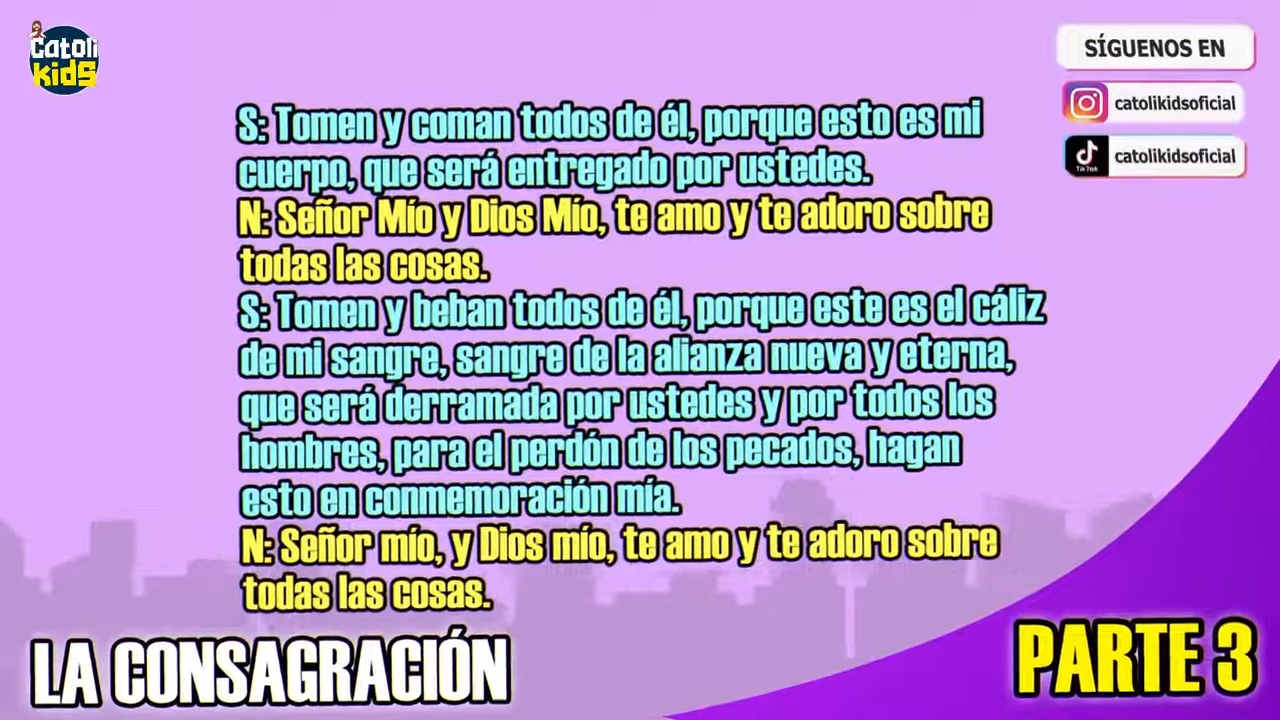 Catoli
Kids
SÍGUENOS EN
catolikidsoficial
TikTok
catolikidsoficial
S: Tomen y coman todos de él, porque esto es mi
cuerpo, que será entregado por ustedes.
N: Señor Mío y Dios Mío, te amo y te adoro sobre
todas las cosas.
S: Tomen y beban todos de él, porque este es el cáliz
de mi sangre, sangre de la alianza nueva y eterna,
que será derramada por ustedes y por todos los
hombres, para el perdón de los pecados, hagan
esto en conmemoración mía.
N: Señor mío, y Dios mío, te amo y te adoro sobre
todas las cosas.
LA CONSAGRACIÓN
PARTE 3